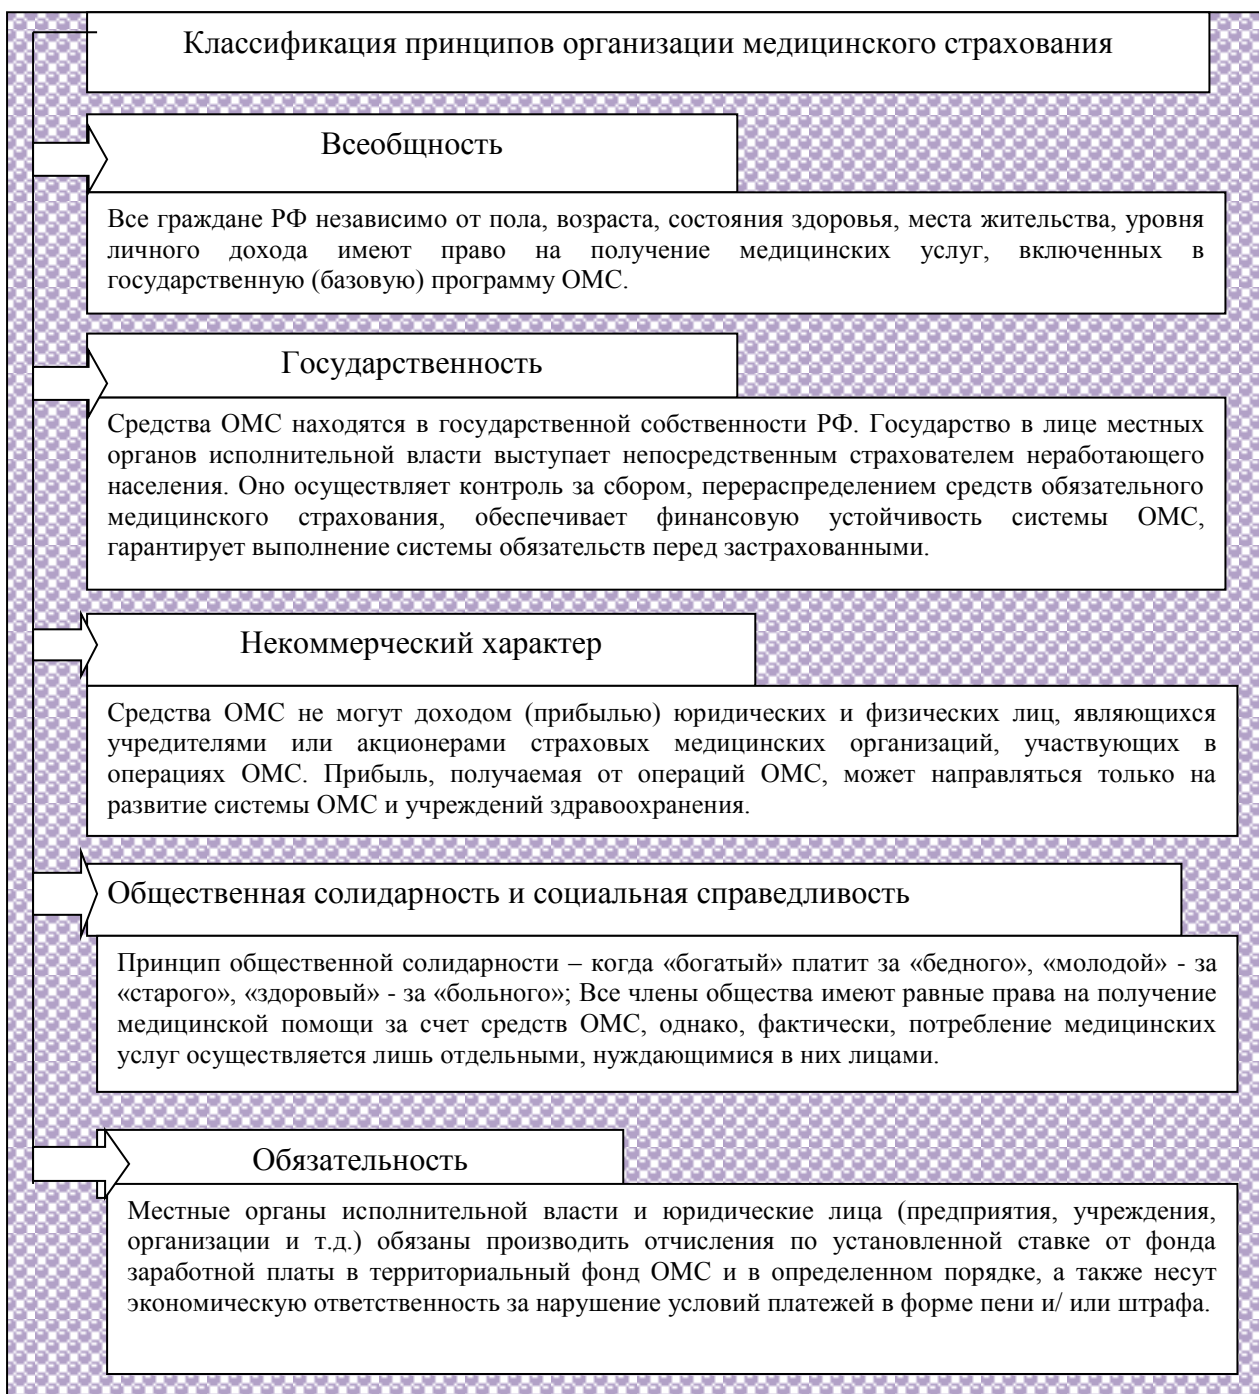 Классификация принципов организации медицинского страхования
Всеобщность
Все граждане РФ независимо от пола, возраста, состояния здоровья, места жительства, уровня
личного дохода имеют право на получение медицинских услуг, включенных в
государственную (базовую) программу ОМС.
Государственность
Средства ОМС находятся в государственной собственности РФ. Государство в лице местных
органов исполнительной власти выступает непосредственным страхователем неработающего
населения. Оно осуществляет контроль за сбором, перераспределением средств обязательного
медицинского страхования, обеспечивает финансовую устойчивость системы ОМС,
гарантирует выполнение системы обязательств перед застрахованными.
Некоммерческий характер
Средства ОМС не могут доходом (прибылью) юридических и физических лиц, являющихся
учредителями или акционерами страховых медицинских организаций, участвующих в
операциях ОМС. Прибыль, получаемая от операций ОМС, может направляться только на
развитие системы ОМС и учреждений здравоохранения.
Общественная солидарность и социальная справедливость
Принцип общественной солидарности – когда «богатый» платит за «бедного», «молодой» - за
«старого», «здоровый» - за «больного»; Все члены общества имеют равные права на получение
медицинской помощи за счет средств ОМС, однако, фактически, потребление медицинских
услуг осуществляется лишь отдельными, нуждающимися в них лицами.
Обязательность
Местные органы исполнительной власти и юридические лица (предприятия, учреждения,
организации и т.д.) обязаны производить отчисления по установленной ставке от фонда
заработной платы в территориальный фонд ОМС и в определенном порядке, а также несут
экономическую ответственность за нарушение условий платежей в форме пени и/ или штрафа.